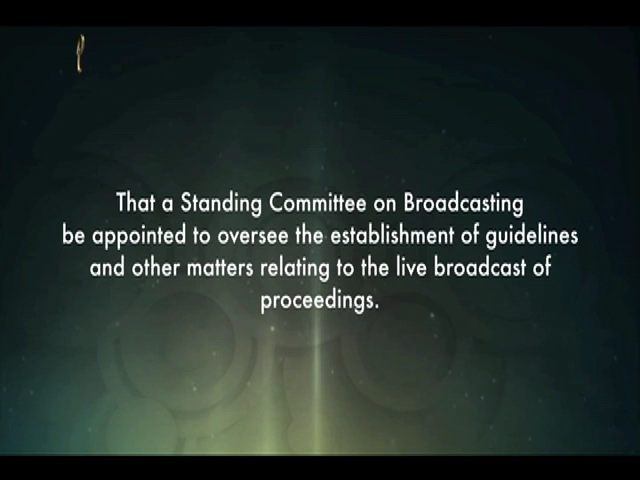 That a Standing Committee on Broadcasting
be appointed to oversee the establishment of guidelines
and other matters relating to the live broadcast of
proceedings.